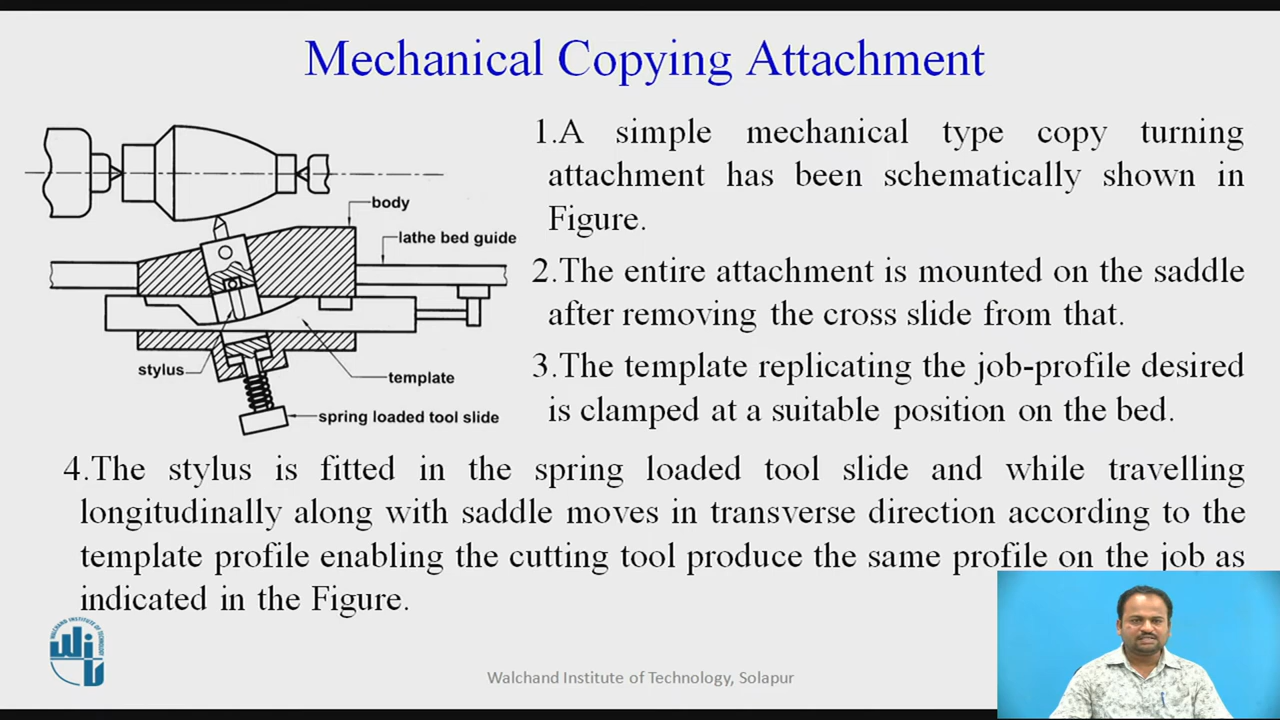 Mechanical Copying Attachment
body
lathe bed guide
stylus
template
spring loaded tool slide
1.A simple mechanical type copy turning
attachment has been schematically shown in
Figure.
2.The entire attachment is mounted on the saddle
after removing the cross slide from that.
3.The template replicating the job-profile desired
is clamped at a suitable position on the bed.
4.The stylus is fitted in the spring loaded tool slide and while travelling
longitudinally along with saddle moves in transverse direction according to the
template profile enabling the cutting tool produce the same profile on the job as
indicated in the Figure.
WALCHAND INSTITUTE OF TECHNOLOGY
WIT
Walchand Institute of Technology, Solapur